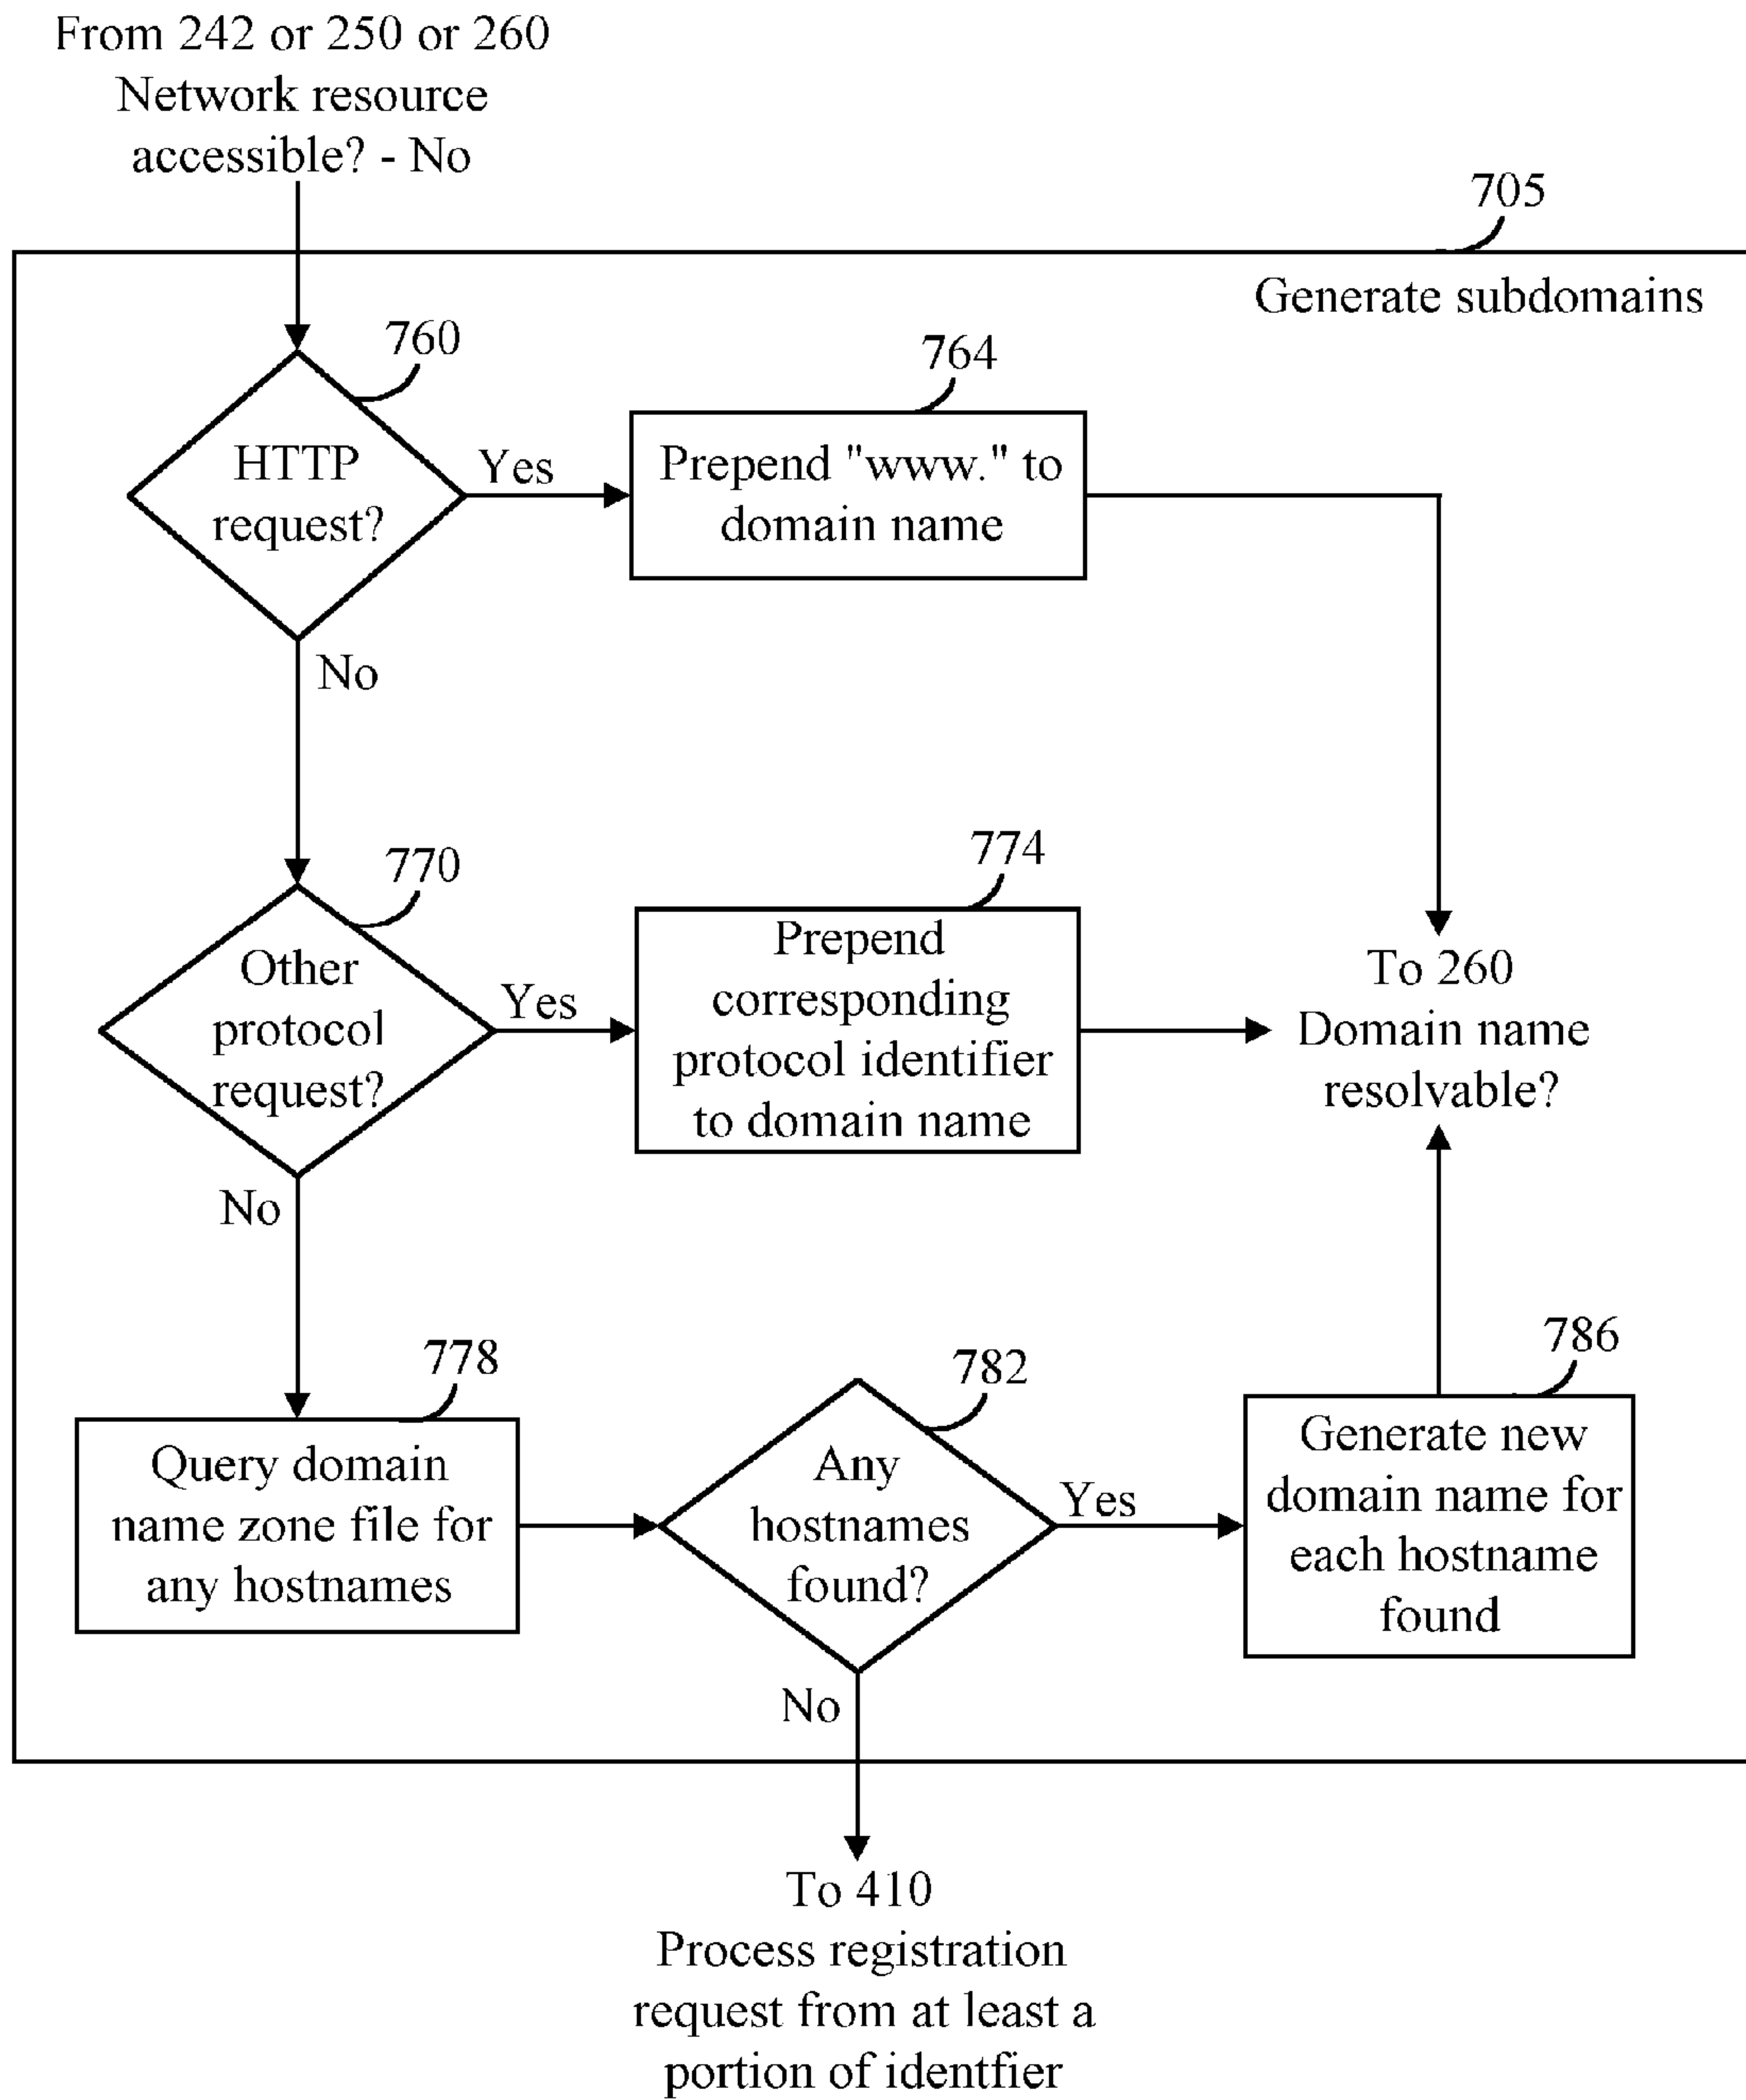 From 242 or 250 or 260
Network resource
accessible? - No
705
Generate subdomains
760
HTTP
request?
Yes
764
Prepend "www." to
domain name
No
770
Other
protocol
request?
Yes
774
Prepend
corresponding
protocol identifier
to domain name
To 260
Domain name
resolvable?
No
778
Query domain
name zone file for
any hostnames
782
Any
hostnames
found?
Yes
786
Generate new
domain name for
each hostname
found
No
To 410
Process registration
request from at least a
portion of identfier